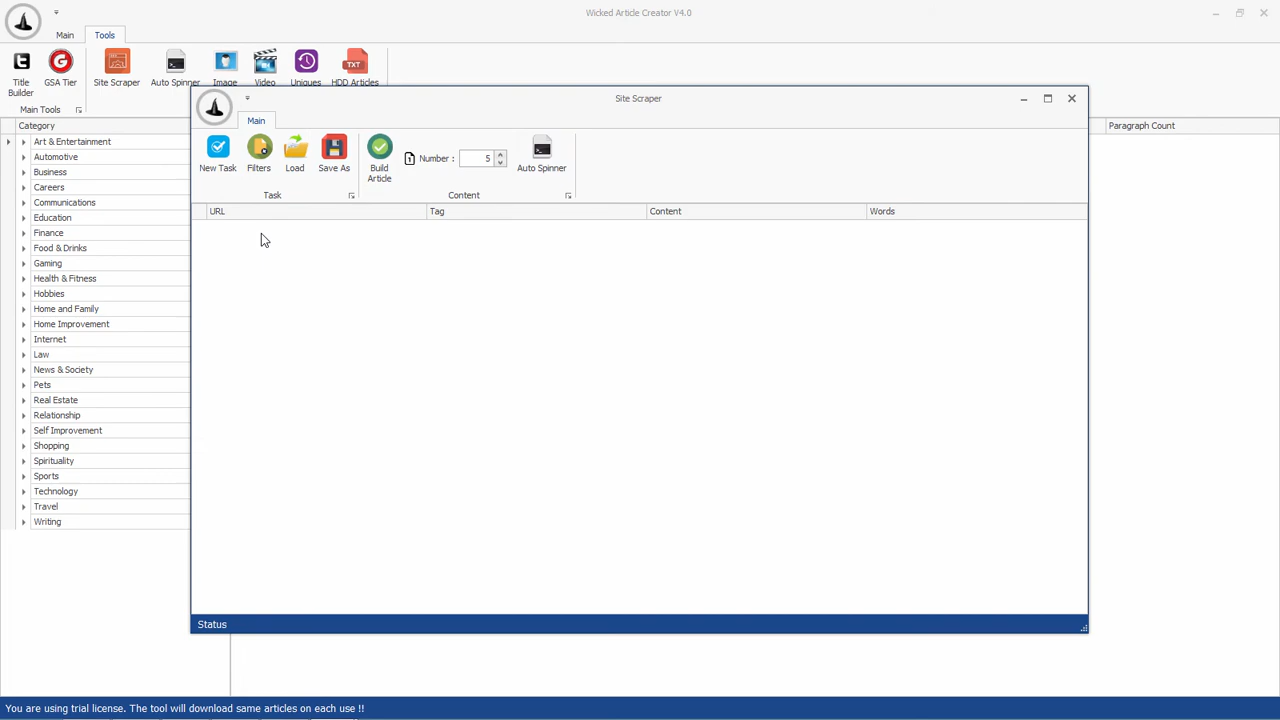 Wicked Article Creator V4.0
Main Tools
Title Builder
GSA Tier
Site Scraper
Auto Spinner
Image
Video
Uniques
HDD Articles
Main Tools
Site Scraper
Main
New Task
Filters
Load
Save As
Build Article
Number : 5
Auto Spinner
Task
Content
URL Tag Content Words
Category
Paragraph Count
Art & Entertainment
Automotive
Business
Careers
Communications
Education
Finance
Food & Drinks
Gaming
Health & Fitness
Hobbies
Home and Family
Home Improvement
Internet
Law
News & Society
Pets
Real Estate
Relationship
Self Improvement
Shopping
Spirituality
Sports
Technology
Travel
Writing
Status
You are using trial license. The tool will download same articles on each use !!